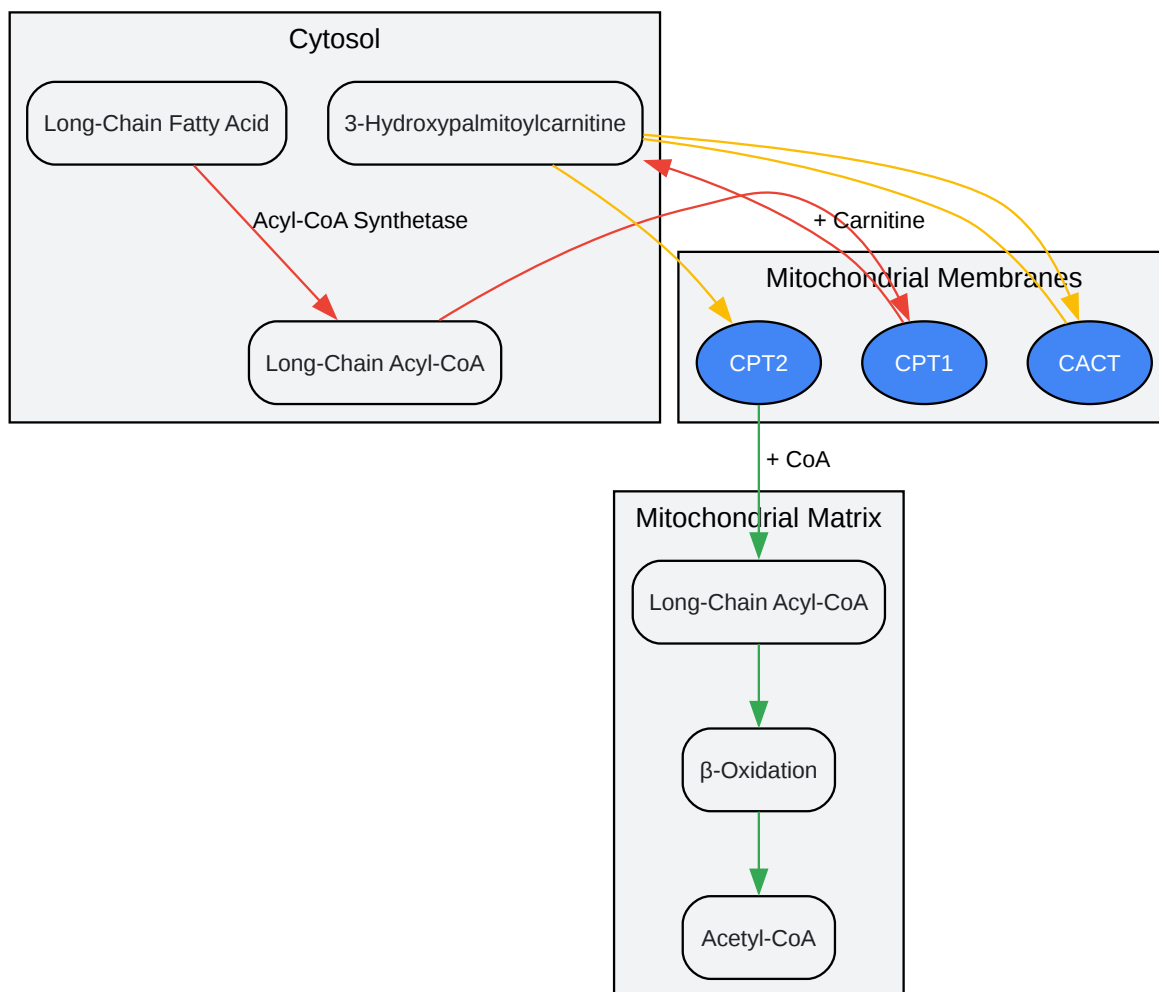 Cytosol
Long-Chain Fatty Acid
3-Hydroxypalmitoylcarnitine
Acyl-CoA Synthetase
+ Carnitine
Long-Chain Acyl-CoA
Mitochondrial Membranes
CPT2
CPT1
CACT
+ CoA
Mitochondrial Matrix
Long-Chain Acyl-CoA
β-Oxidation
Acetyl-CoA